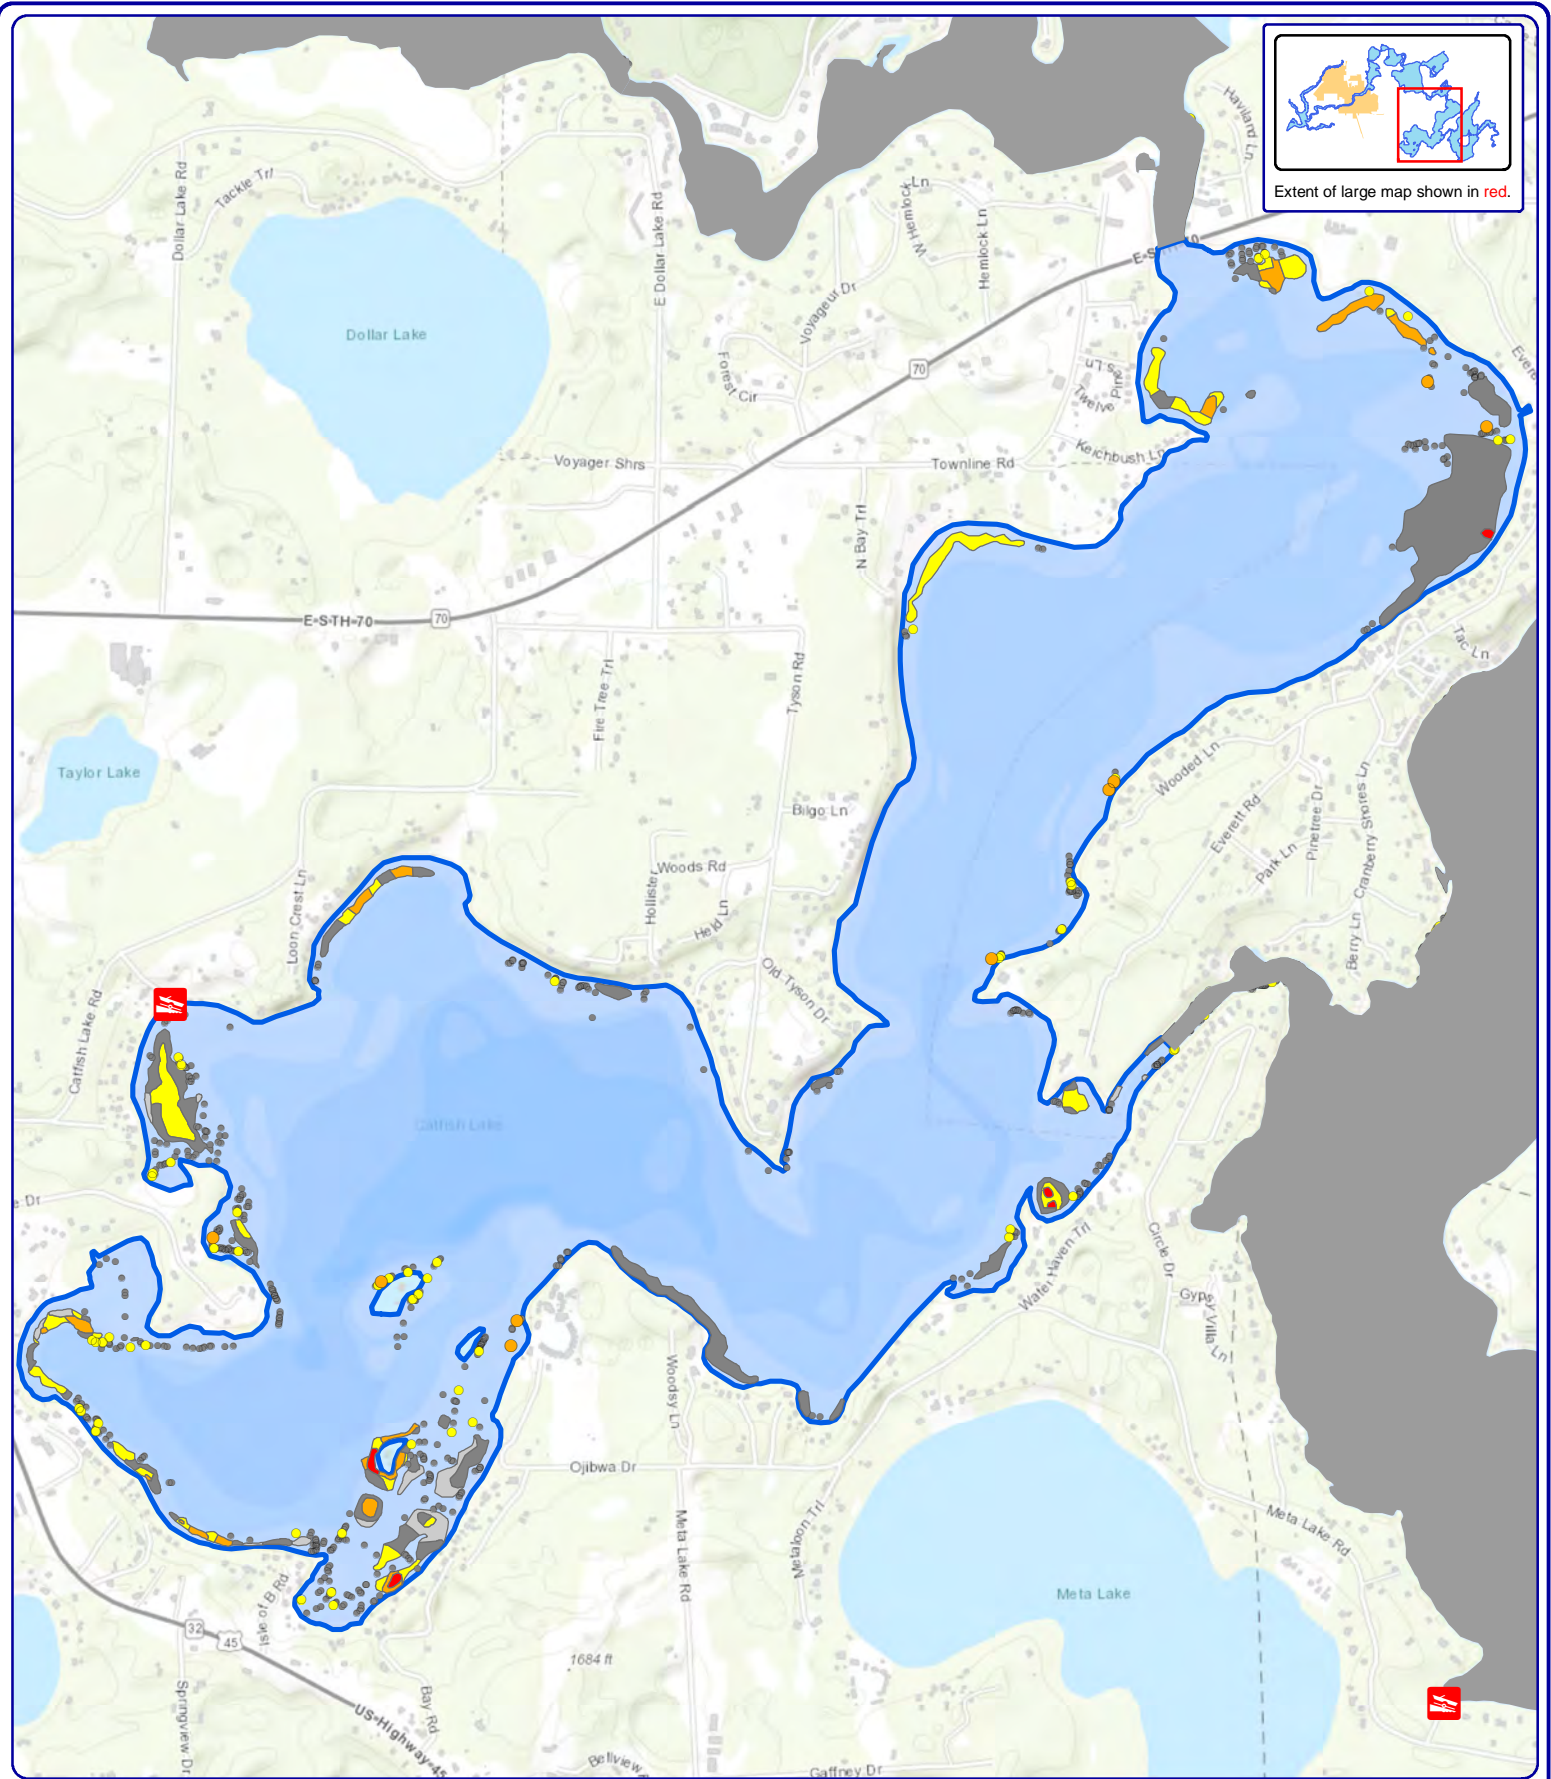 Haviland Ln
Extent of large map shown in red.
Dollar Lake Rd
Tackle Trl
E Dollar Lake Rd
N Hemlock Ln
Hemlock Ln
Dollar Lake
Voyageur Dr
Forest Cir
70
Twelve Pines Ln
Keichbush Ln
Voyager Shrs
Townline Rd
N Bay Trl
E-STH-70
70
Tac Ln
Fire Tree Trl
Tyson Rd
Taylor Lake
Wooded Ln
Bilgo Ln
Everett Rd
Pinetree Dr
Cranberry Shores Ln
Park Ln
Woods Rd
Hollister
Held Ln
Loon Crest Ln
Berry Ln
Old Tyson Dr
Catfish Lake Rd
Catfish Lake
e Dr
Water Haven Trl
Circle Dr
Gypsy Villa Ln
Woodsy Ln
Ojibwa Dr
Metaloon Trl
Meta Lake Rd
Meta Lake Rd
Meta Lake
Isle of B Rd
32
45
1684 ft
Springview Dr
Bay Rd
US-Highway-45
Bellview
Gaffney Dr